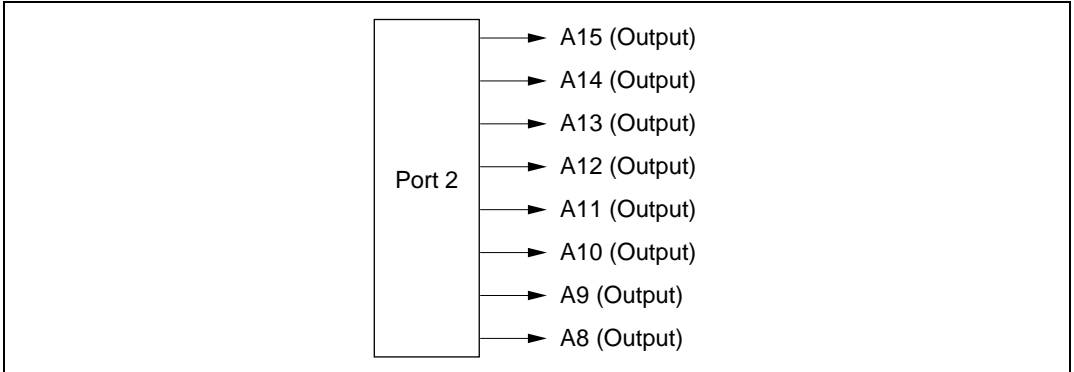 A15 (Output)
A14 (Output)
A13 (Output)
A12 (Output)
Port 2
A11 (Output)
A10 (Output)
A9 (Output)
A8 (Output)